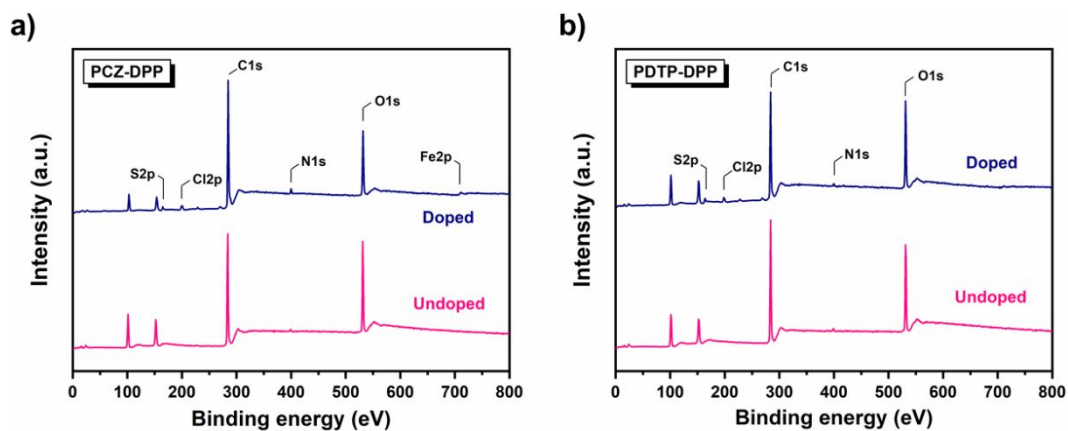 a)
PCZ-DPP
C1s
O1s
S2p
Cl2p
N1s
Fe2p
Doped
Undoped
Intensity (a.u.)
0 100 200 300 400 500 600 700 800
Binding energy (eV)
b)
PDTP-DPP
C1s
O1s
S2p
Cl2p
N1s
Doped
Undoped
Intensity (a.u.)
0 100 200 300 400 500 600 700 800
Binding energy (eV)